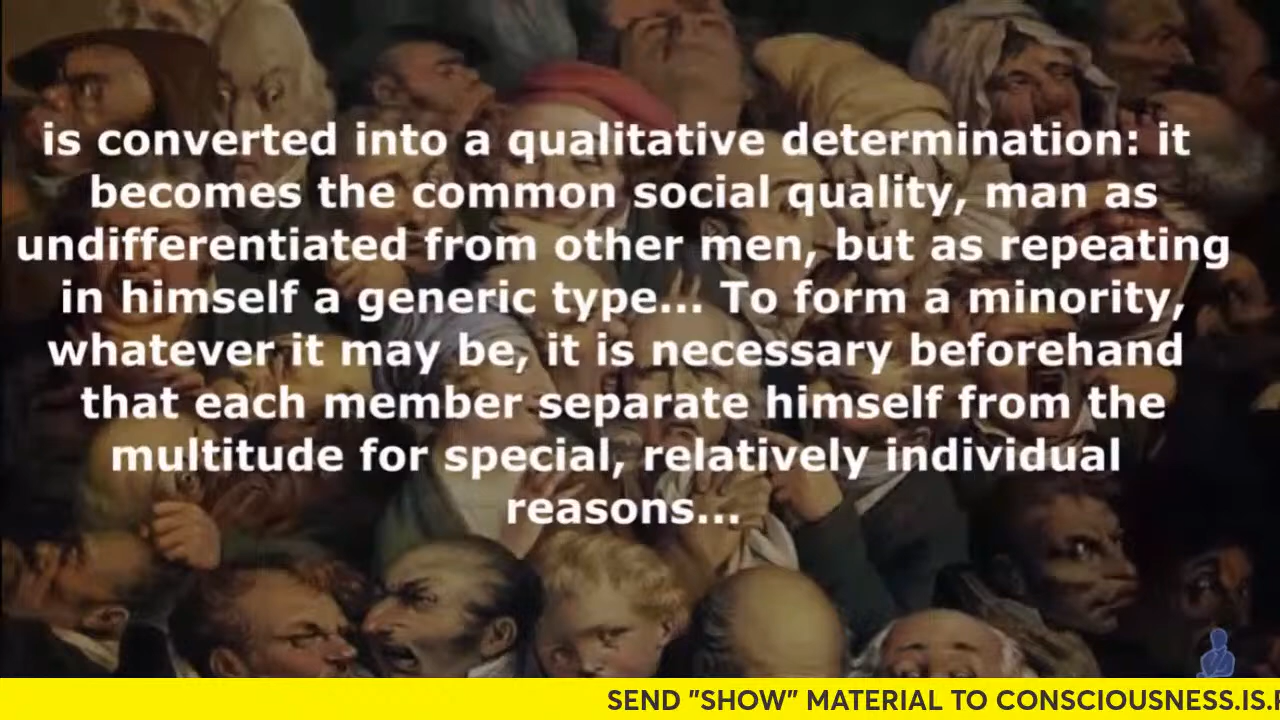 is converted into a qualitative determination: it
becomes the common social quality, man as
undifferentiated from other men, but as repeating
in himself a generic type... To form a minority,
whatever it may be, it is necessary beforehand
that each member separate himself from the
multitude for special, relatively individual
reasons...
SEND "SHOW" MATERIAL TO CONSCIOUSNESS.IS.